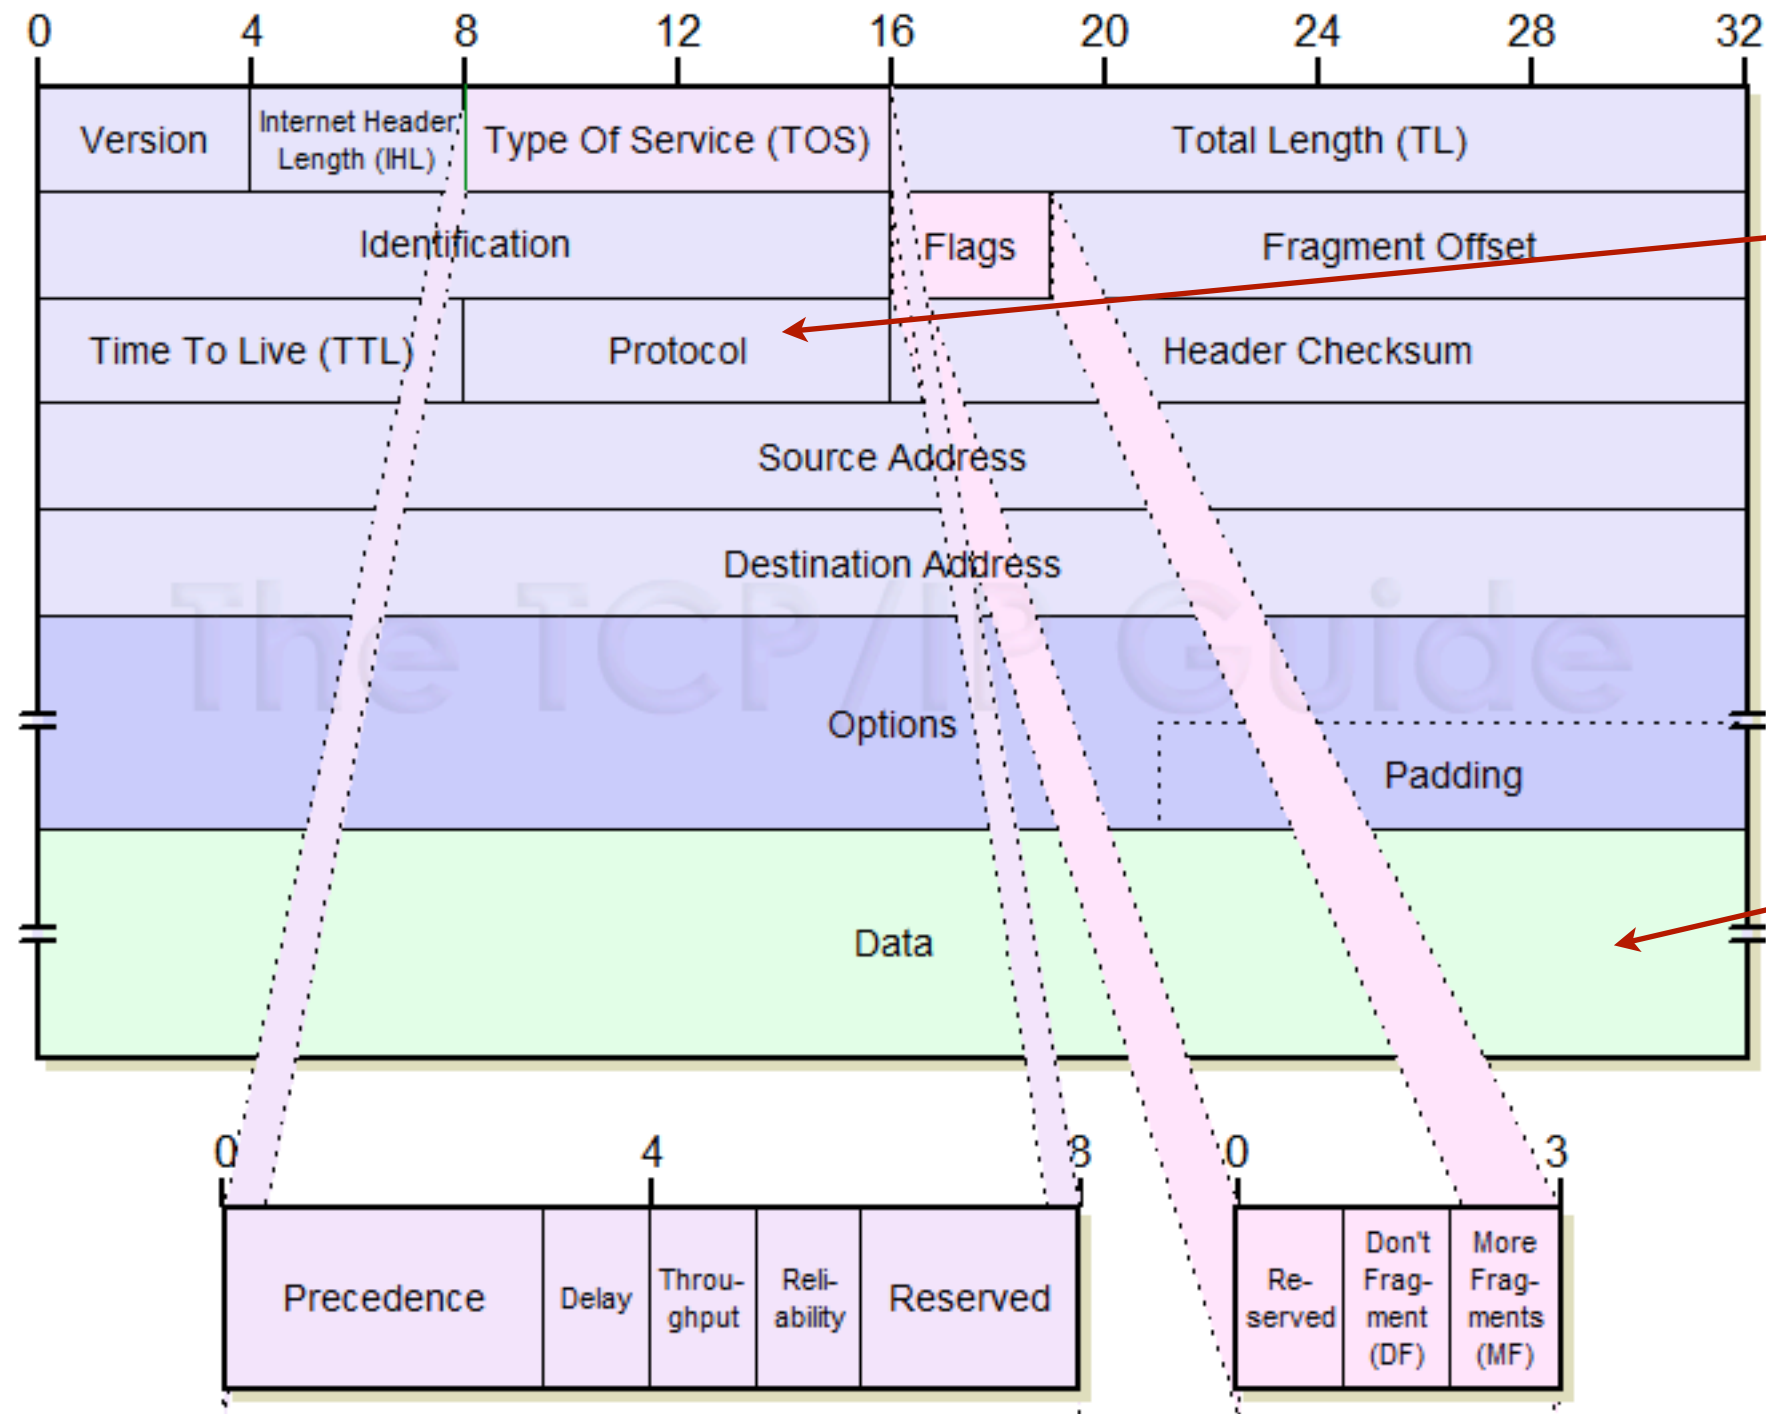 0 4 8 12 16 20 24 28 32
Version
Internet Header
Length (IHL)
Type Of Service (TOS)
Total Length (TL)
Identification
Flags
Fragment Offset
Time To Live (TTL)
Protocol
Header Checksum
Source Address
Destination Address
The TCP/IP Guide
Options
Padding
Data
0 4 8
Precedence
Delay
Throu-
ghput
Reli-
ability
Reserved
0 3
Re-
served
Don't
Frag-
ment
(DF)
More
Frag-
ments
(MF)